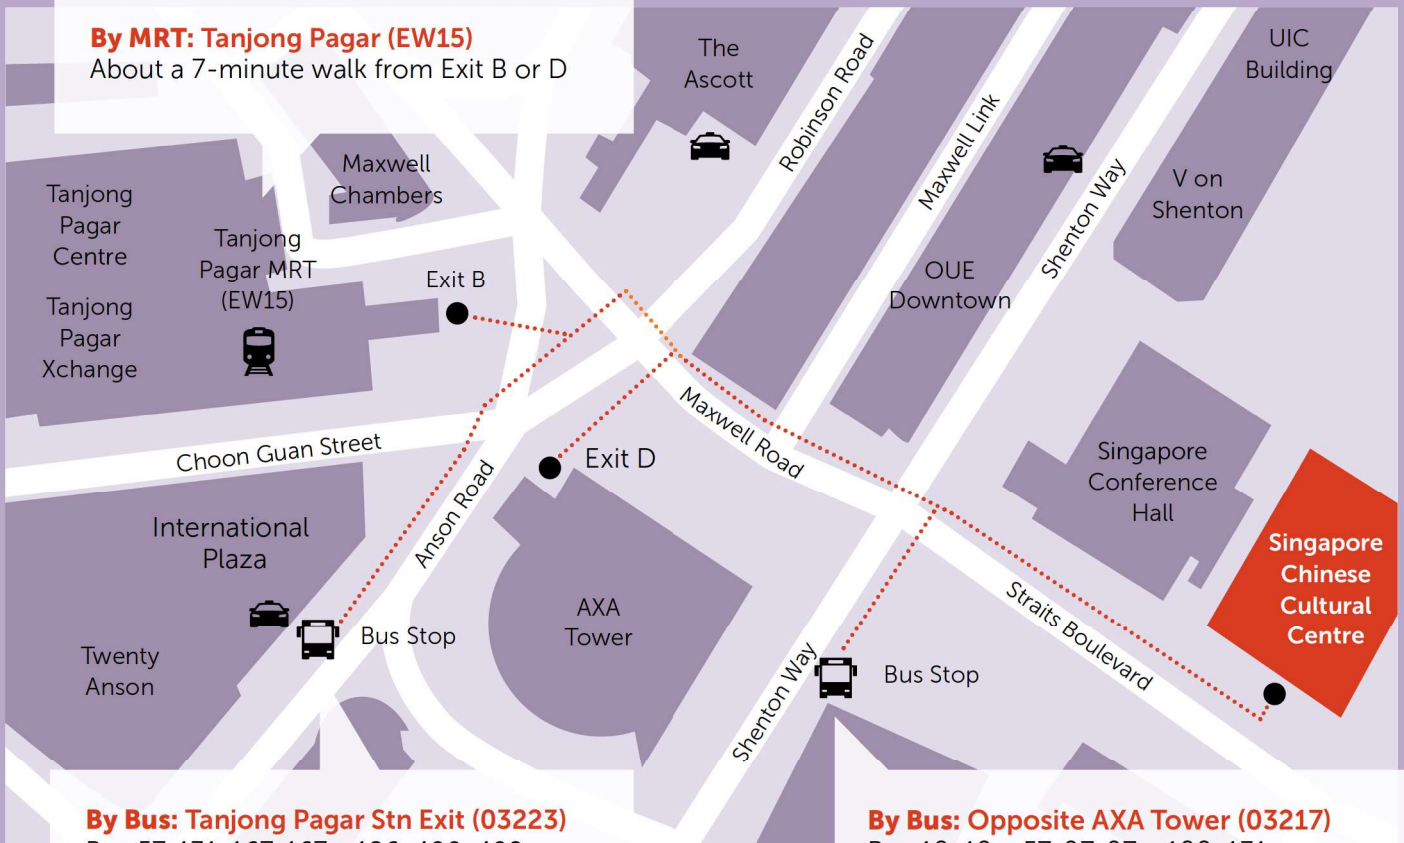 By MRT: Tanjong Pagar (EW15)
About a 7-minute walk from Exit B or D
The
Ascott
Robinson Road
Maxwell Link
UIC
Building
Maxwell
Chambers
Tanjong
Pagar
Centre
Tanjong
Pagar MRT
(EW15)
Exit B
Shenton Way
V on
Shenton
OUE
Downtown
Tanjong
Pagar
Xchange
Maxwell Road
Choon Guan Street
Exit D
Anson Road
Singapore
Conference
Hall
International
Plaza
Singapore
Chinese
Cultural
Centre
AXA
Tower
Bus Stop
Straits Boulevard
Twenty
Anson
Shenton Way
Bus Stop
By Bus: Tanjong Pagar Stn Exit (03223)
By Bus: Opposite AXA Tower (03217)